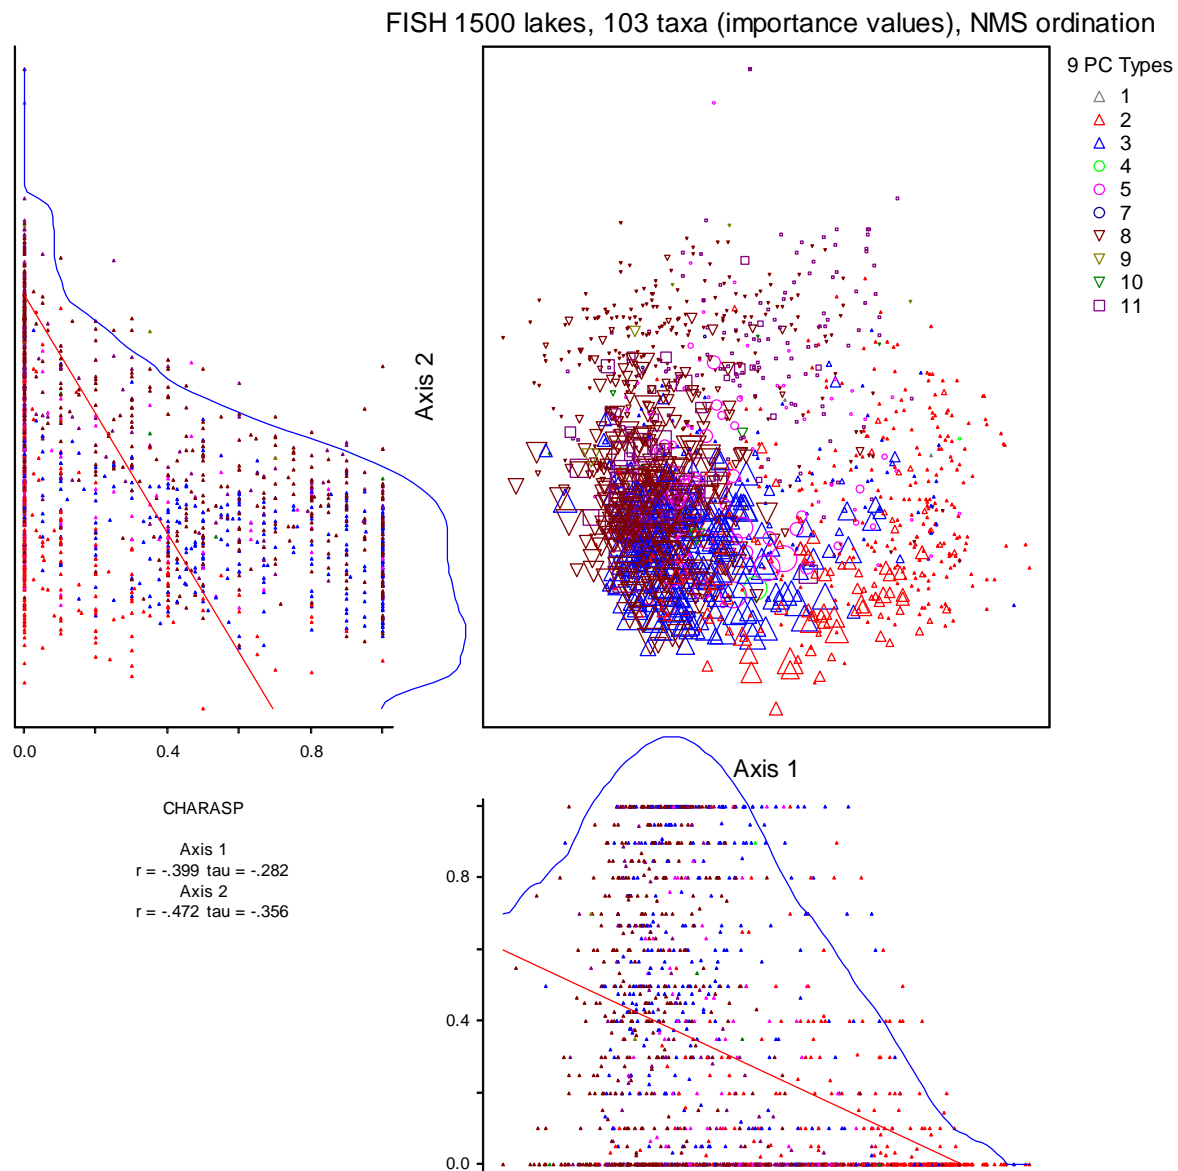 FISH 1500 lakes, 103 taxa (importance values), NMS ordination
9 PC Types
1
2
3
4
5
7
8
9
10
11
Axis 2
0.0 0.4 0.8
Axis 1
CHARASP
Axis 1
r = -.399 tau = -.282
Axis 2
r = -.472 tau = -.356
0.8
0.4
0.0